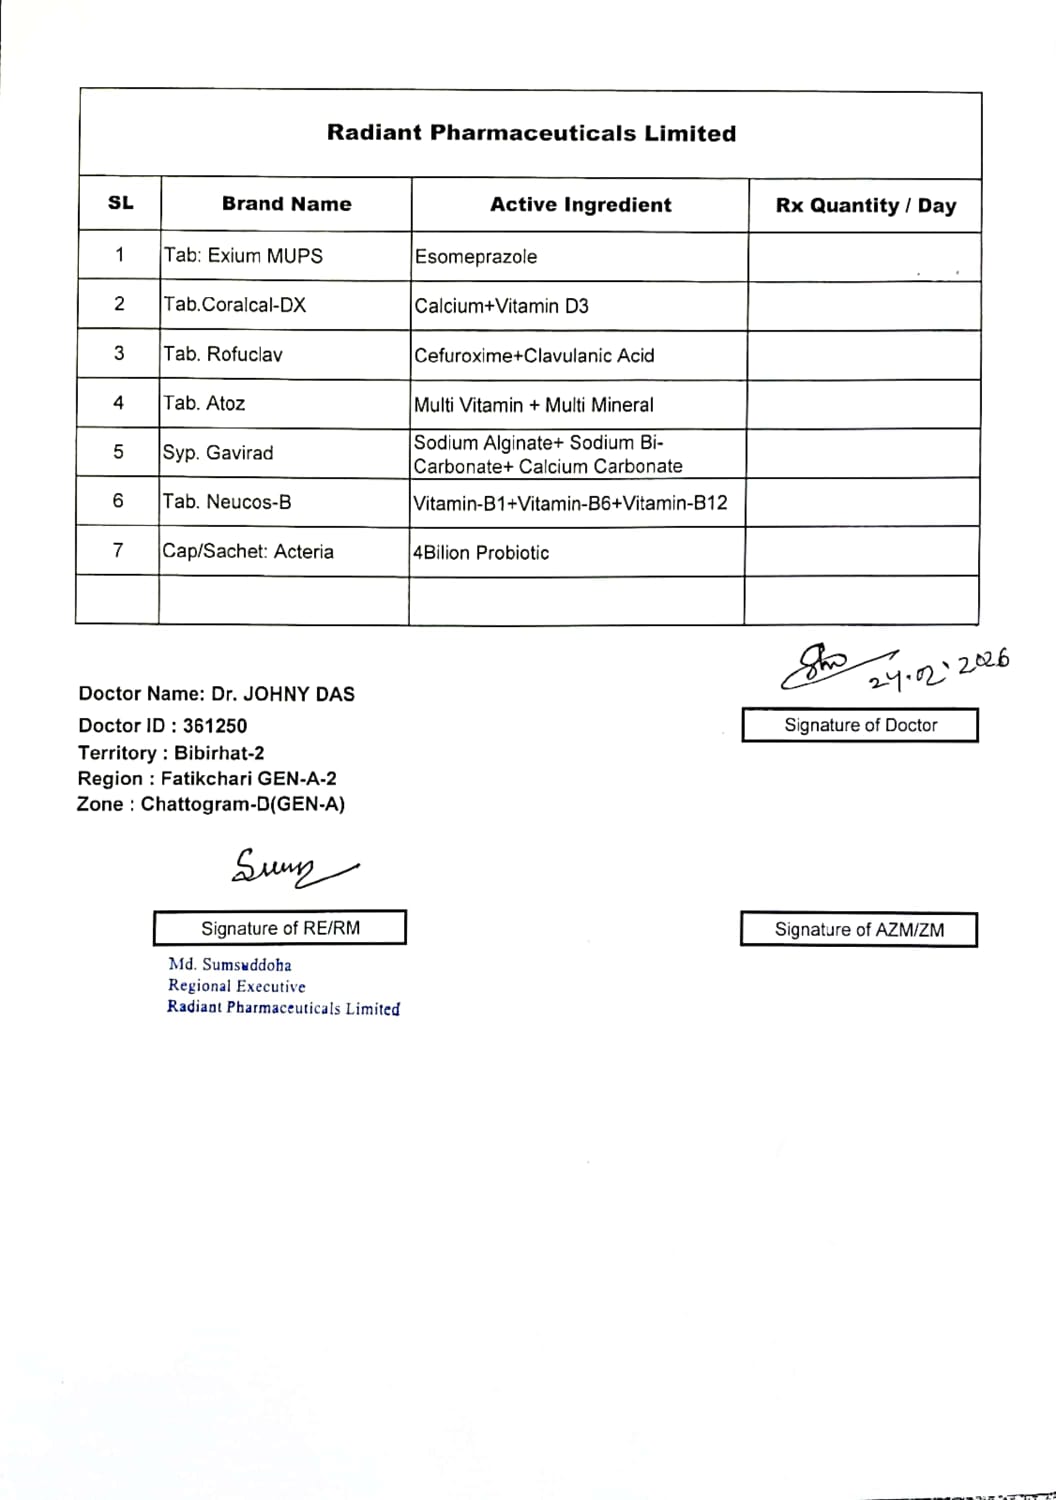 Radiant Pharmaceuticals Limited
SL Brand Name Active Ingredient Rx Quantity / Day
1 Tab: Exium MUPS Esomeprazole
2 Tab.Coralcal-DX Calcium+Vitamin D3
3 Tab. Rofuclav Cefuroxime+Clavulanic Acid
4 Tab. Atoz Multi Vitamin + Multi Mineral
5 Syp. Gavirad Sodium Alginate+ Sodium Bi-
Carbonate+ Calcium Carbonate
6 Tab. Neucos-B Vitamin-B1+Vitamin-B6+Vitamin-B12
7 Cap/Sachet: Acteria 4Bilion Probiotic
24.02.2026
Signature of Doctor
Doctor Name: Dr. JOHNY DAS
Doctor ID : 361250
Territory : Bibirhat-2
Region : Fatikchari GEN-A-2
Zone : Chattogram-D(GEN-A)
Signature of RE/RM
Signature of AZM/ZM
Md. Sumsuddoha
Regional Executive
Radiant Pharmaceuticals Limited